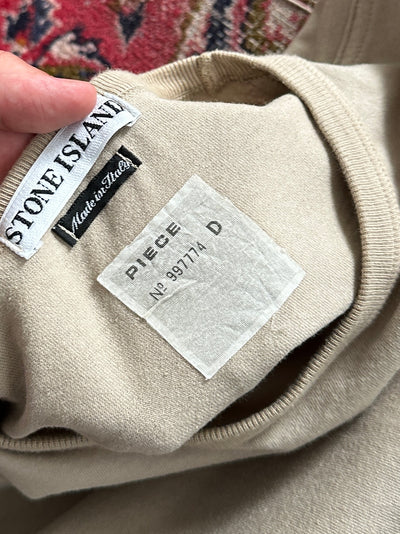 STONE ISLAND
Made in Italy
PIECE
Nº 997774 D